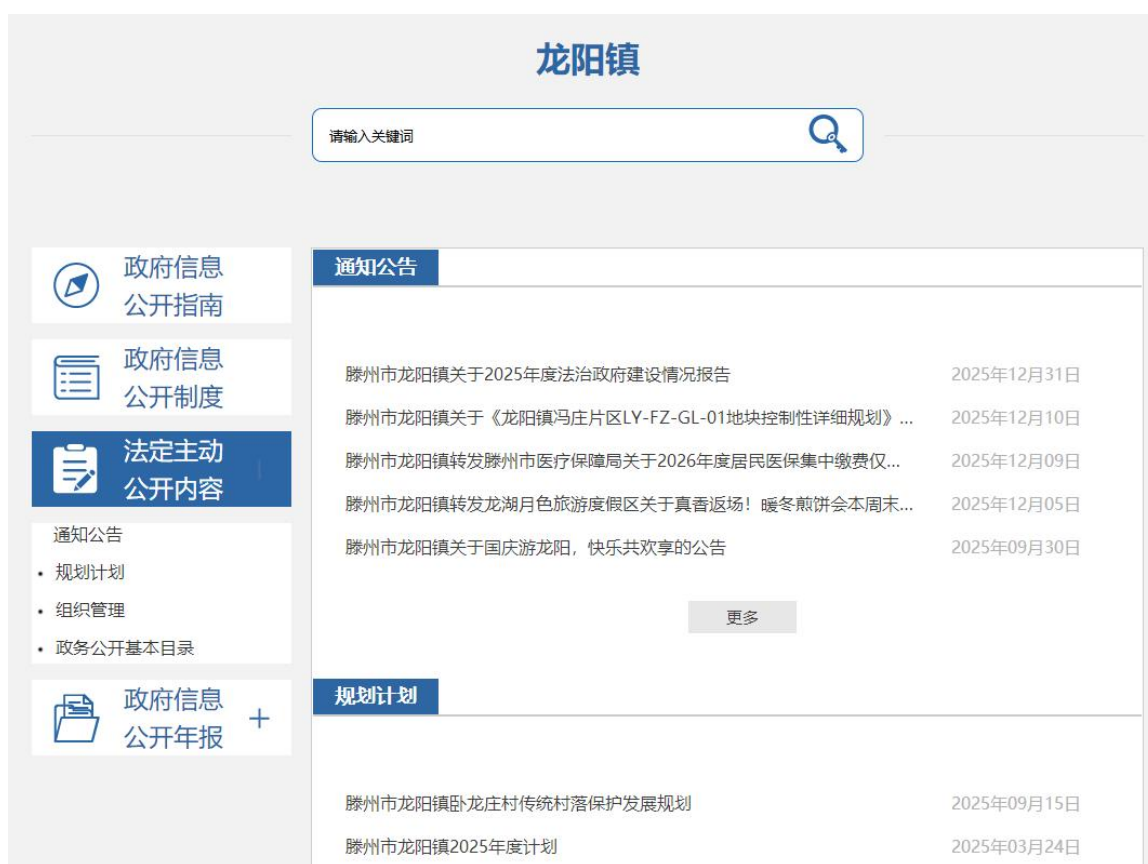 龙阳镇
请输入关键词
政府信息
公开指南
政府信息
公开制度
法定主动
公开内容
通知公告
• 规划计划
• 组织管理
• 政务公开基本目录
政府信息
公开年报
+
通知公告
滕州市龙阳镇关于2025年度法治政府建设情况报告 2025年12月31日
滕州市龙阳镇关于《龙阳镇冯庄片区LY-FZ-GL-01地块控制性详细规划》... 2025年12月10日
滕州市龙阳镇转发滕州市医疗保障局关于2026年度居民医保集中缴费仅... 2025年12月09日
滕州市龙阳镇转发龙湖月色旅游度假区关于真香返场！暖冬煎饼会本周末... 2025年12月05日
滕州市龙阳镇关于国庆游龙阳，快乐共欢享的公告 2025年09月30日
更多
规划计划
滕州市龙阳镇卧龙庄村传统村落保护发展规划 2025年09月15日
滕州市龙阳镇2025年度计划 2025年03月24日